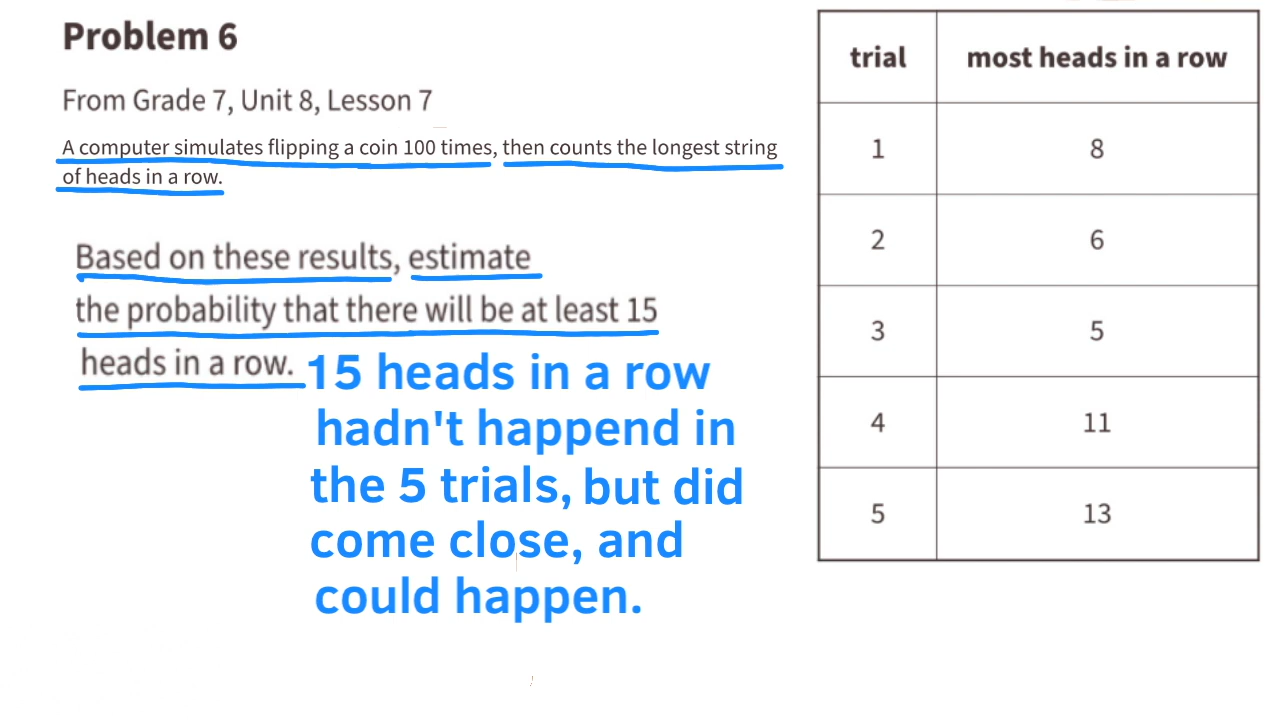 Problem 6
From Grade 7, Unit 8, Lesson 7
A computer simulates flipping a coin 100 times, then counts the longest string
of heads in a row.
Based on these results, estimate
the probability that there will be at least 15
heads in a row.
15 heads in a row
hadn't happend in
the 5 trials, but did
come close, and
could happen.
trial most heads in a row
1 8
2 6
3 5
4 11
5 13